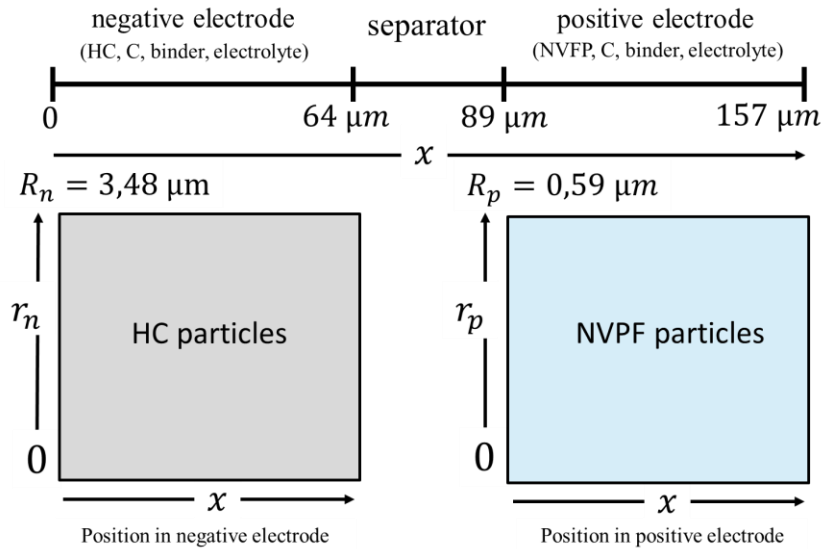 negative electrode
(HC, C, binder, electrolyte)
separator
positive electrode
(NVFP, C, binder, electrolyte)
0
64 μm
89 μm
157 μm
x
R_n = 3,48 μm
R_p = 0,59 μm
r_n
HC particles
0
x
Position in negative electrode
r_p
NVPF particles
0
x
Position in positive electrode